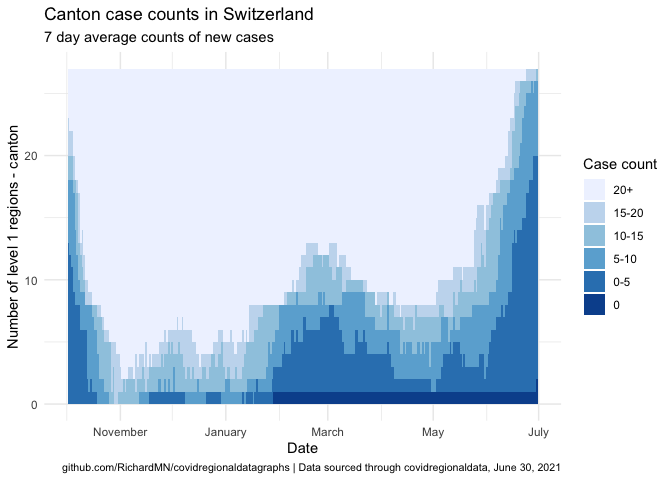 Canton case counts in Switzerland
7 day average counts of new cases
Number of level 1 regions - canton
20
10
0
November
January
March
May
July
Date
Case count
20+
15-20
10-15
5-10
0-5
0
github.com/RichardMN/covidregionaldatagraphs | Data sourced through covidregionaldata, June 30, 2021